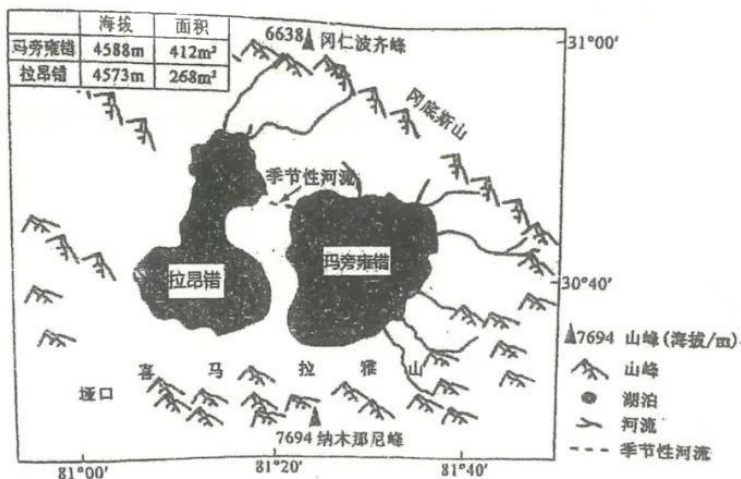 海拔 面积
玛旁雍错 4588m 412m²
拉昂错 4573m 268m²
6638 冈仁波齐峰
31°00′
冈底斯山
季节性河流
玛旁雍错
拉昂错
30°40′
喜马拉雅山
垭口
7694 纳木那尼峰
7694 山峰(海拔/m)
山峰
湖泊
河流
季节性河流
81°00′
81°20′
81°40′